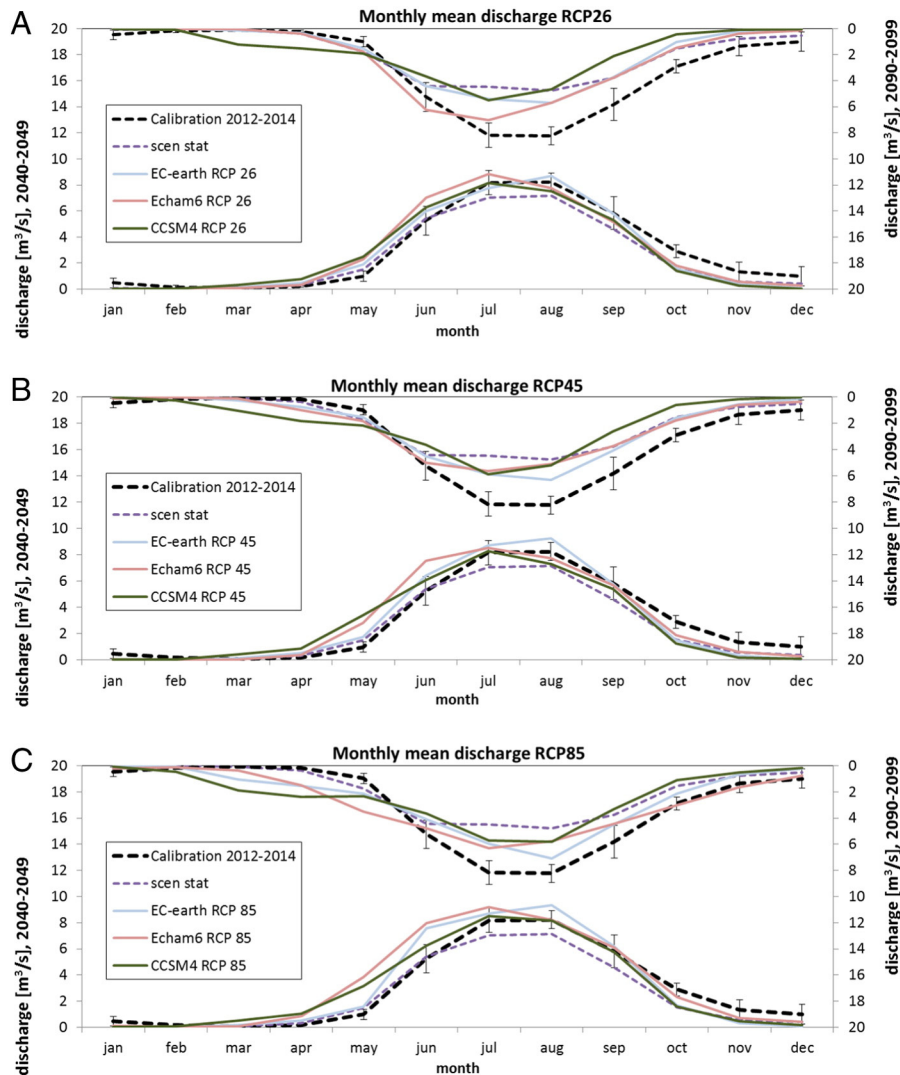 A
Monthly mean discharge RCP26
discharge [m³/s], 2040-2049
20
18
16
14
12
10
8
6
4
2
0
Calibration 2012-2014
scen stat
EC-earth RCP 26
Echam6 RCP 26
CCSM4 RCP 26
0
2
4
6
8
10
12
14
16
18
20
discharge [m³/s], 2090-2099
jan feb mar apr may jun jul aug sep oct nov dec
month
B
Monthly mean discharge RCP45
discharge [m³/s], 2040-2049
20
18
16
14
12
10
8
6
4
2
0
Calibration 2012-2014
scen stat
EC-earth RCP 45
Echam6 RCP 45
CCSM4 RCP 45
0
2
4
6
8
10
12
14
16
18
20
discharge [m³/s], 2090-2099
jan feb mar apr may jun jul aug sep oct nov dec
month
C
Monthly mean discharge RCP85
discharge [m³/s], 2040-2049
20
18
16
14
12
10
8
6
4
2
0
Calibration 2012-2014
scen stat
EC-earth RCP 85
Echam6 RCP 85
CCSM4 RCP 85
0
2
4
6
8
10
12
14
16
18
20
discharge [m³/s], 2090-2099
jan feb mar apr may jun jul aug sep oct nov dec
month